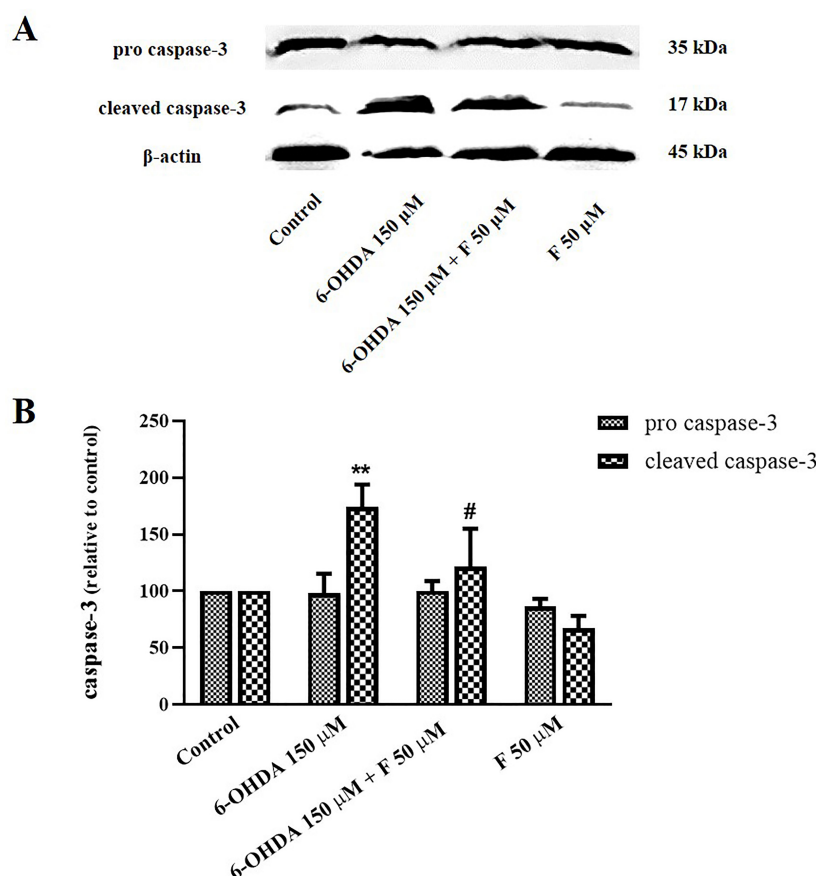 A
pro caspase-3
35 kDa
cleaved caspase-3
17 kDa
β-actin
45 kDa
Control
6-OHDA 150 µM
6-OHDA 150 µM + F 50 µM
F 50 µM
B
caspase-3 (relative to control)
250
200
150
100
50
0
**
#
pro caspase-3
cleaved caspase-3
Control
6-OHDA 150 µM
6-OHDA 150 µM + F 50 µM
F 50 µM